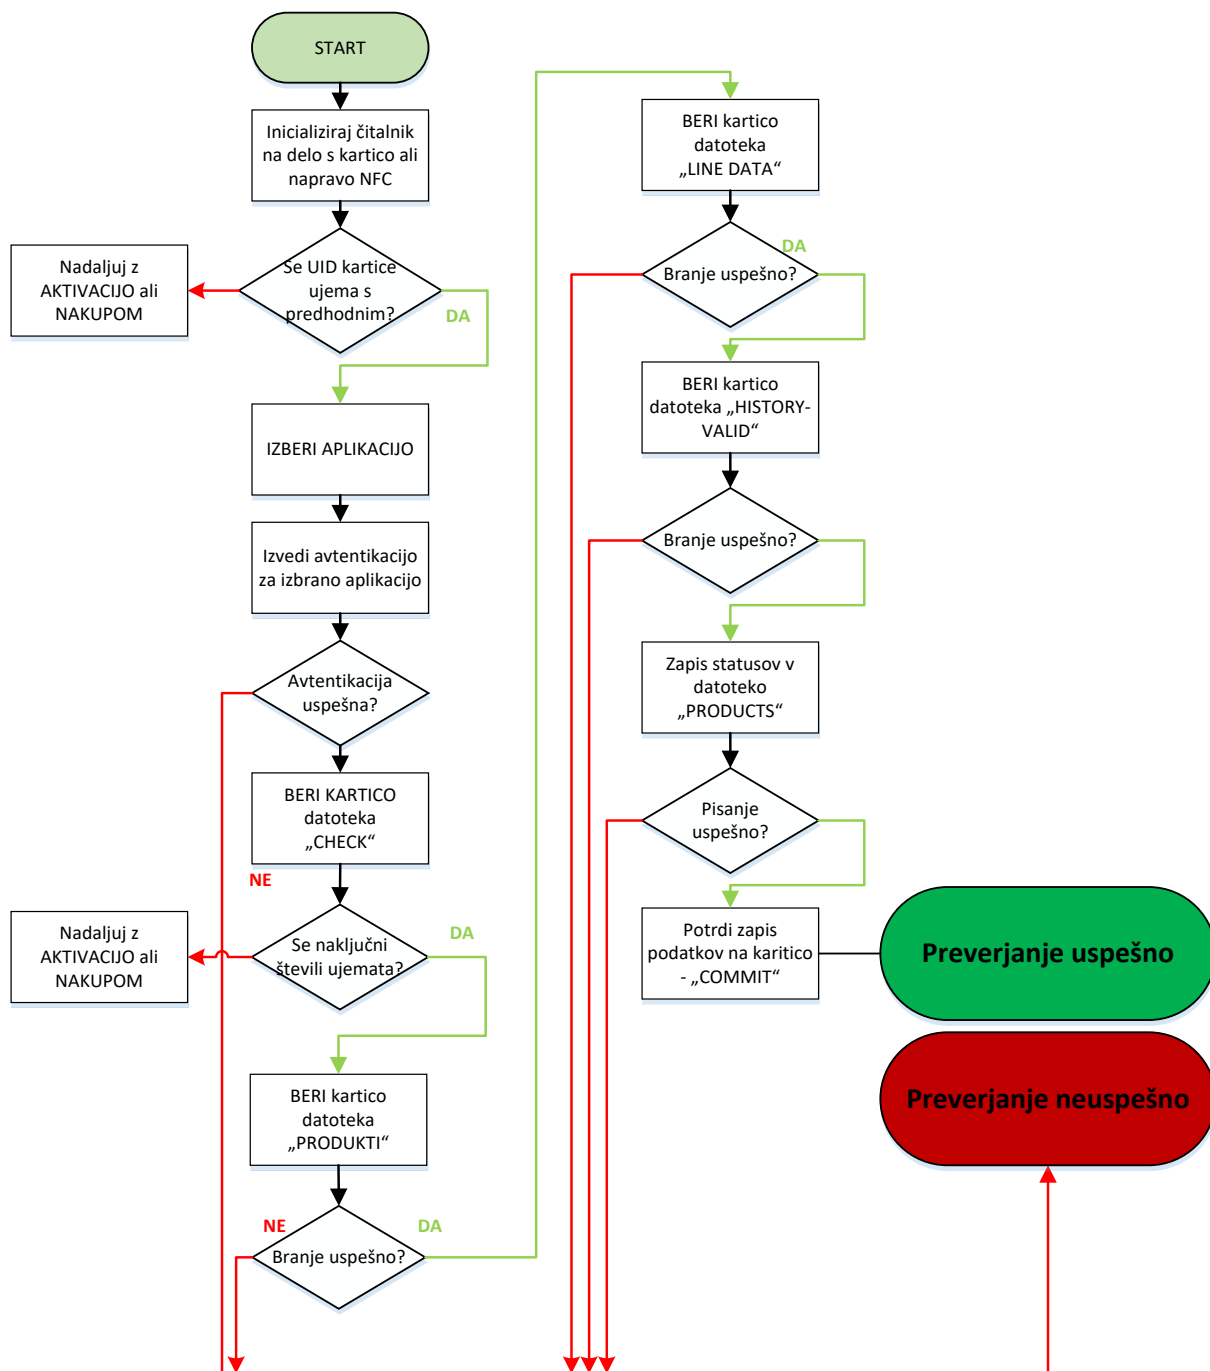 START
Inicializiraj čitalnik
na delo s kartico ali
napravo NFC
Se UID kartice
ujema s
predhodnim?
Nadaljuj z
AKTIVACIJO ali
NAKUPOM
DA
IZBERI APLIKACIJO
Izvedi avtentikacijo
za izbrano aplikacijo
Avtentikacija
uspešna?
BERI KARTICO
datoteka
„CHECK“
NE
Se naključni
števili ujemata?
DA
Nadaljuj z
AKTIVACIJO ali
NAKUPOM
BERI kartico
datoteka
„PRODUKTI“
NE
Branje uspešno?
DA
BERI kartico
datoteka
„LINE DATA“
DA
Branje uspešno?
BERI kartico
datoteka „HISTORY-
VALID“
Branje uspešno?
Zapis statusov v
datoteko
„PRODUCTS“
Pisanje
uspešno?
Potrdi zapis
podatkov na karitico
- „COMMIT“
Preverjanje uspešno
Preverjanje neuspešno